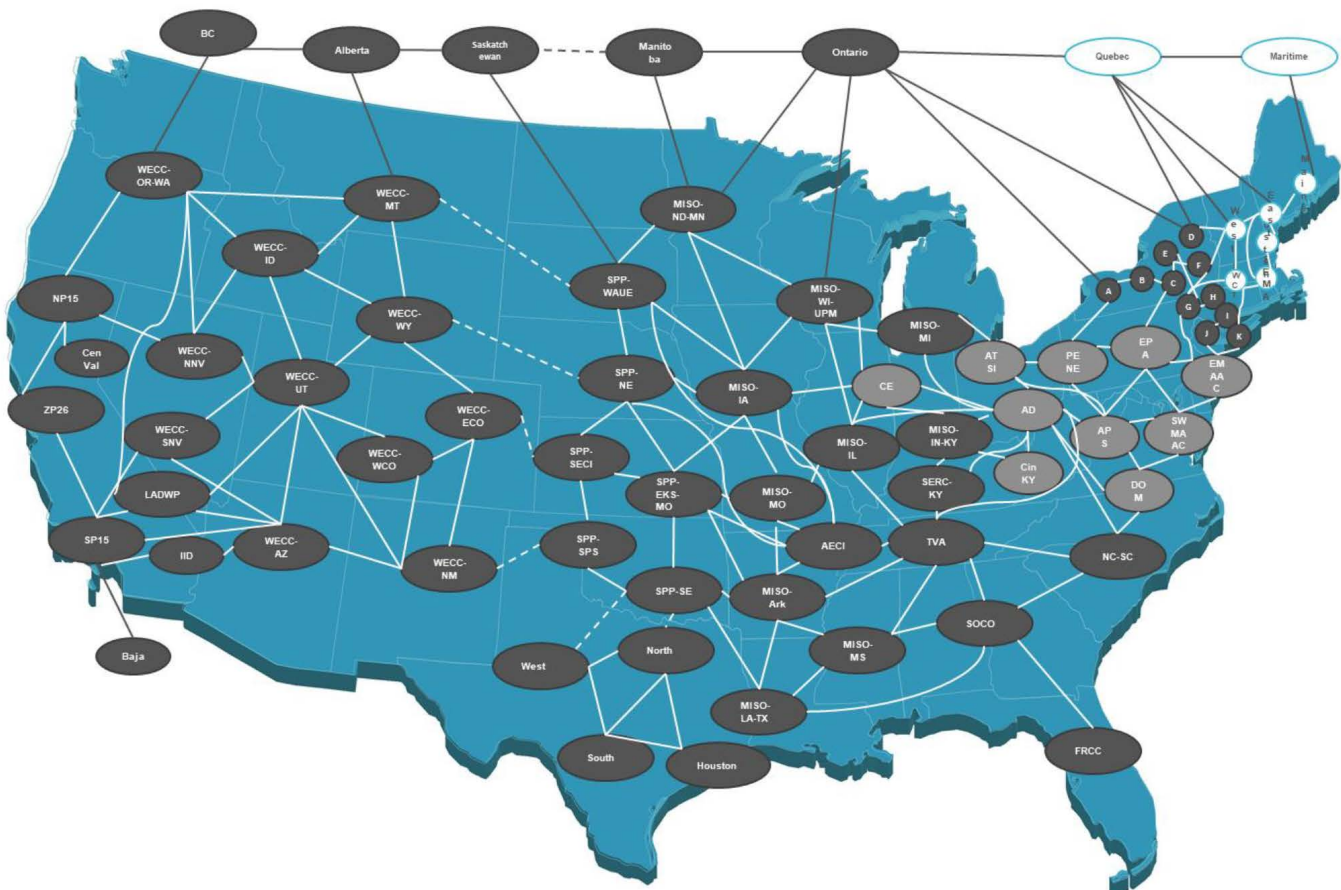 BC
Alberta
Saskatch
ewan
Manito
ba
Ontario
Quebec
Maritime
WECC-
OR-WA
WECC-
MT
MISO-
ND-MN
WECC-
ID
SPP-
WAUE
MISO-
WI-
UPM
NP15
WECC-
WY
MISO-
MI
D
E
F
B
C
A
G
H
I
J
K
Cen
Val
WECC-
NNV
WECC-
UT
SPP-
NE
MISO-
IA
CE
AT
SI
PE
NE
EP
A
EM
AA
C
ZP26
WECC-
SNV
WECC-
WCO
WECC-
ECO
SPP-
SECI
MISO-
IL
MISO-
IN-KY
AD
AP
S
SW
MA
AC
LADWP
SPP-
EKS-
MO
MISO-
MO
SERC-
KY
Cin
KY
DO
M
SP15
IID
WECC-
AZ
WECC-
NM
SPP-
SPS
AECI
TVA
NC-SC
SPP-SE
MISO-
Ark
SOCO
Baja
West
North
MISO-
MS
MISO-
LA-TX
South
Houston
FRCC